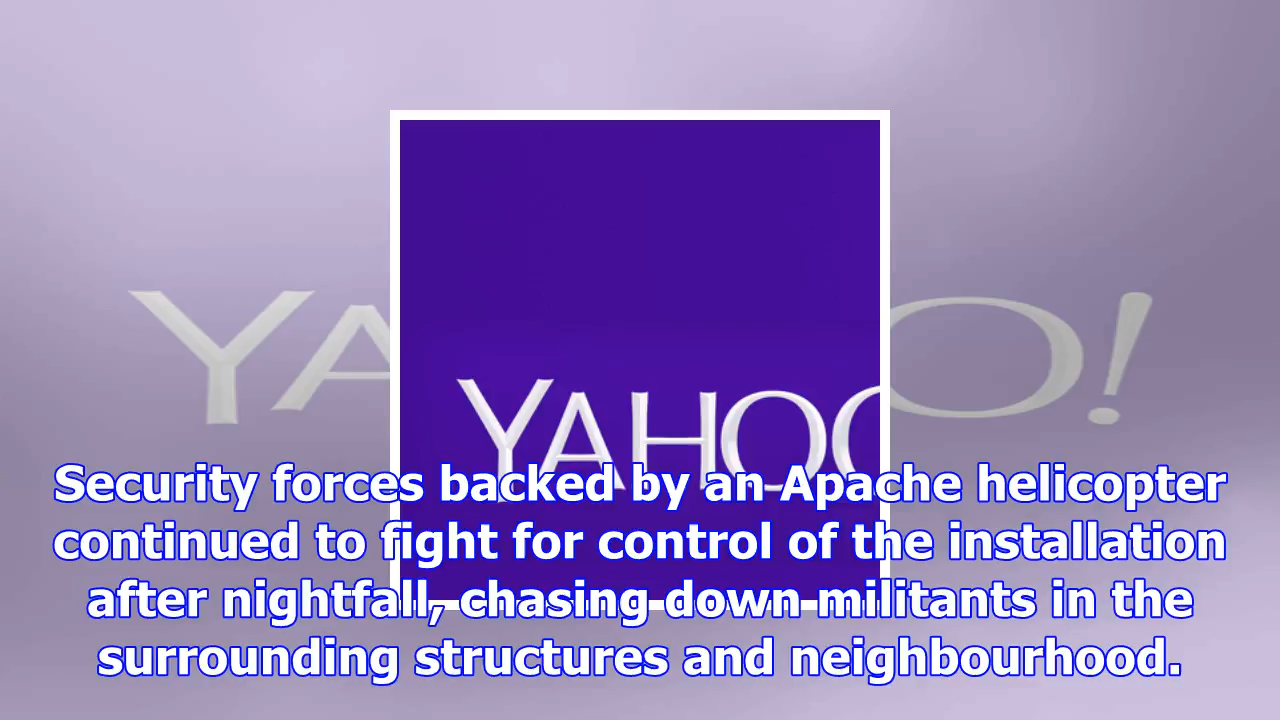 YAHOO!
YAHOO
Security forces backed by an Apache helicopter
continued to fight for control of the installation
after nightfall, chasing down militants in the
surrounding structures and neighbourhood.